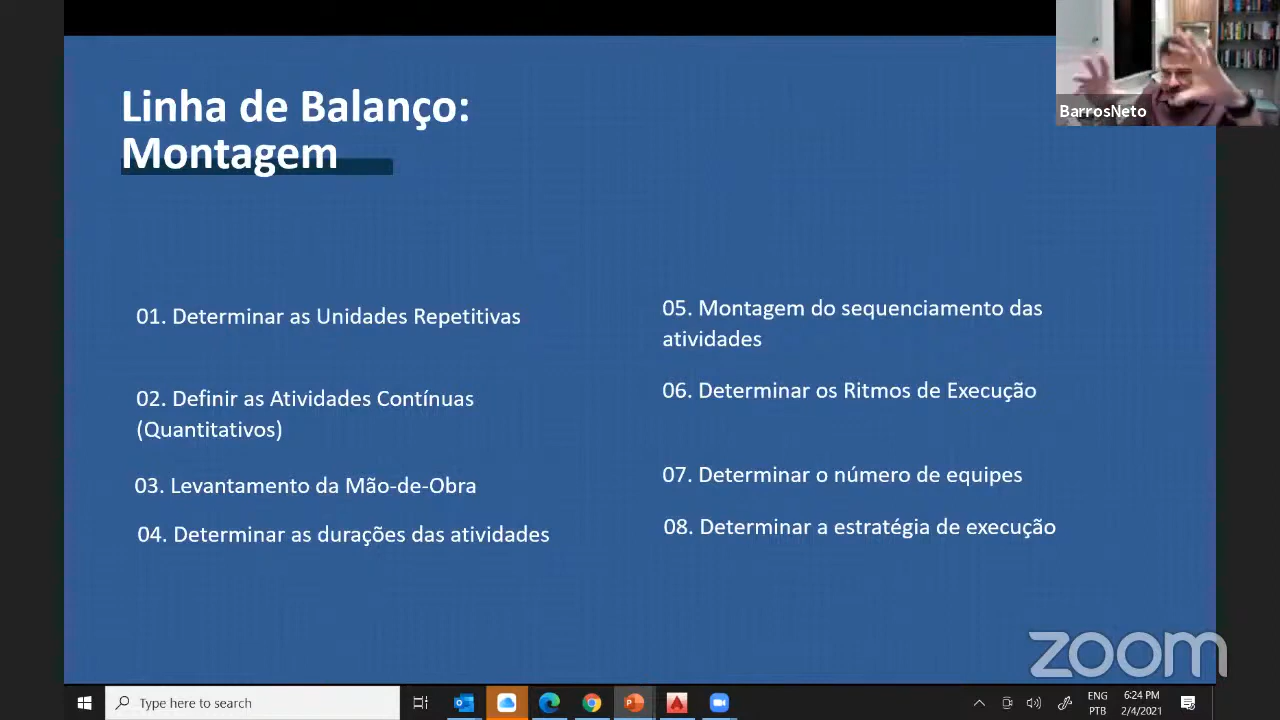 Linha de Balanço:
Montagem
BarrosNeto
01. Determinar as Unidades Repetitivas
02. Definir as Atividades Contínuas
(Quantitativos)
03. Levantamento da Mão-de-Obra
04. Determinar as durações das atividades
05. Montagem do sequenciamento das
atividades
06. Determinar os Ritmos de Execução
07. Determinar o número de equipes
08. Determinar a estratégia de execução
zoom
Type here to search
ENG
PTB
6:24 PM
2/4/2021